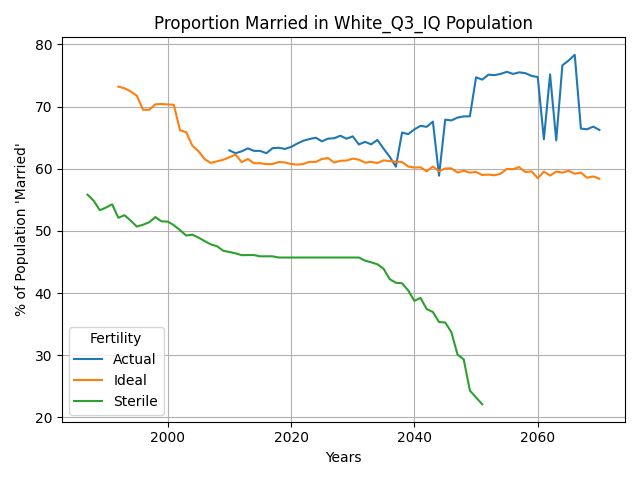 Proportion Married in White_Q3_IQ Population
% of Population 'Married'
80
70
60
50
40
30
20
Fertility
Actual
Ideal
Sterile
2000
2020
2040
2060
Years